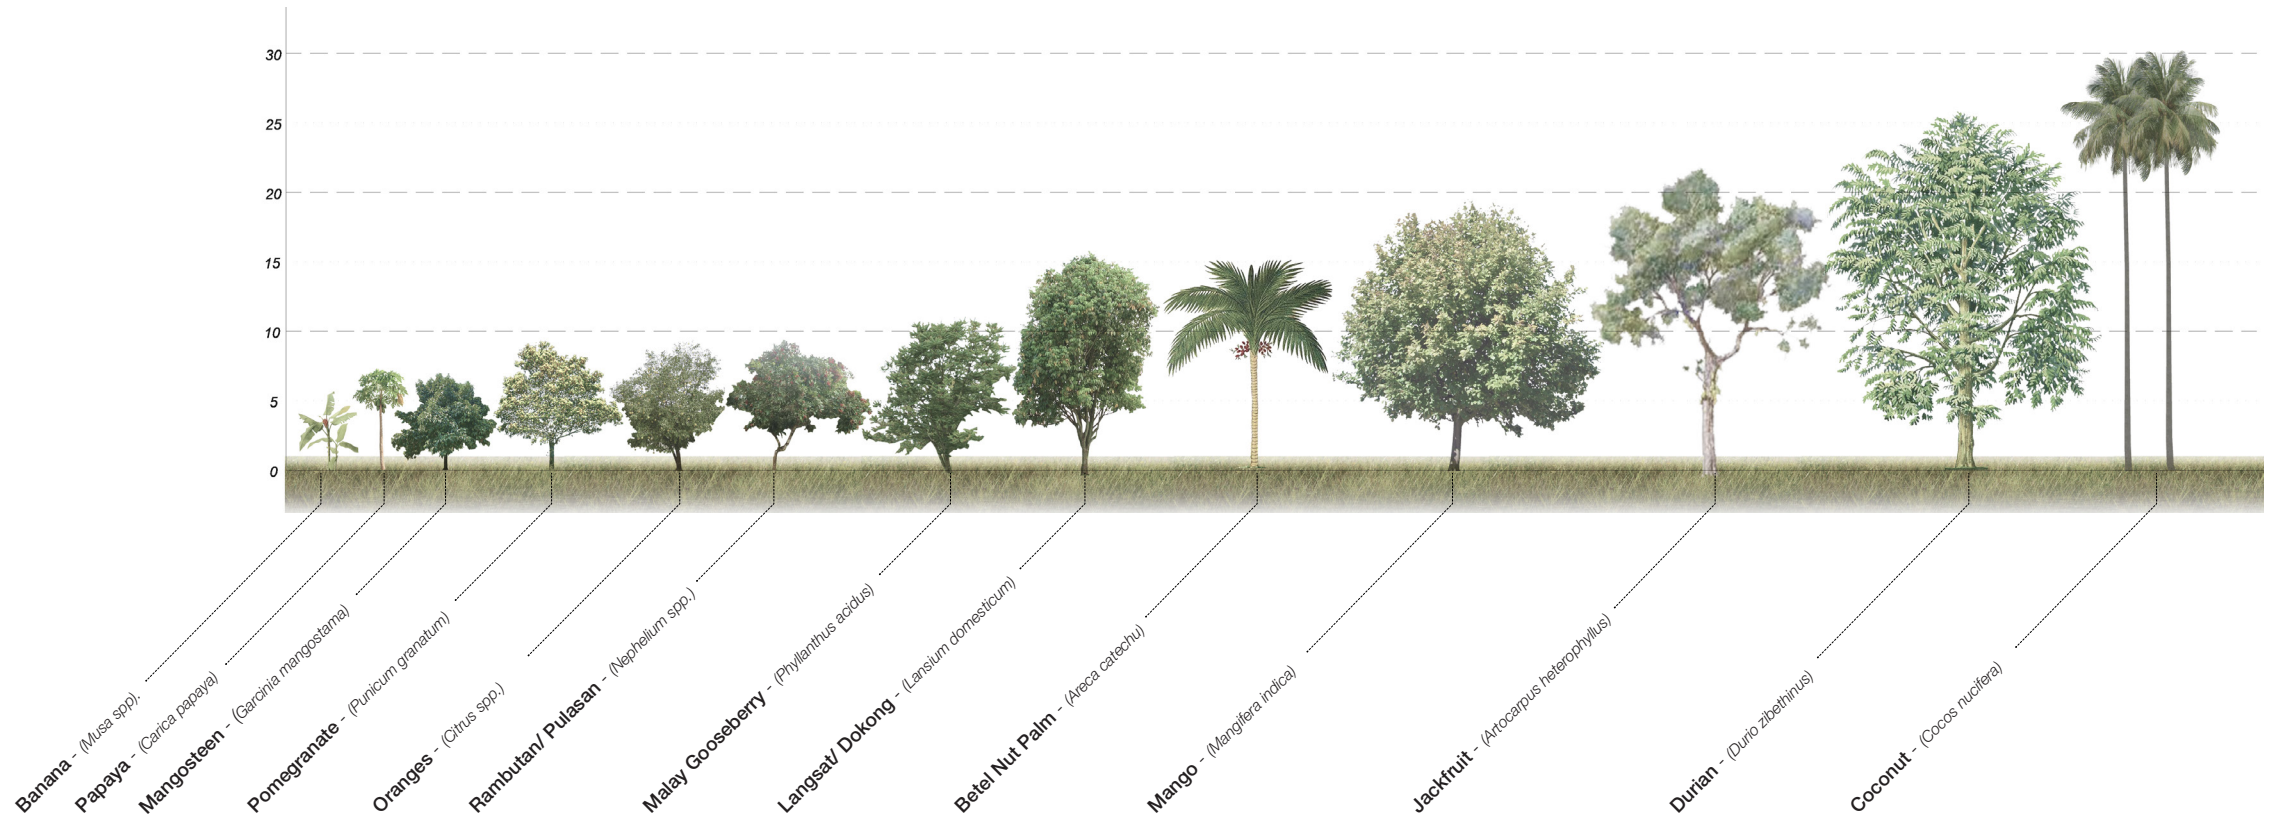 30
25
20
15
10
5
0
Banana - (Musa spp).
Papaya - (Carica pappaya)
Mangosteen - (Garcinia mangostama)
Pomegranate - (Punicum granatum)
Oranges - (Citrus spp.)
Rambutan/ Pulasan - (Nephelium spp.)
Malay Gooseberry - (Phyllanthus acidus)
Langsat/ Dokong - (Lansium domesticum)
Betel Nut Palm - (Areca catechu)
Mango - (Mangifera indica)
Jackfruit - (Artocarpus heterophyllus)
Durian - (Durio zibethinus)
Coconut - (Cocos nucifera)